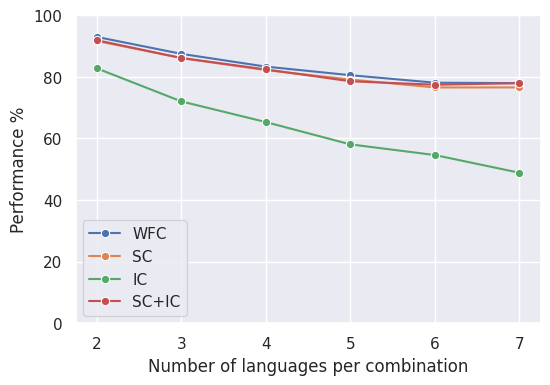 100
80
60
40
20
0
Performance %
WFC
SC
IC
SC+IC
2 3 4 5 6 7
Number of languages per combination